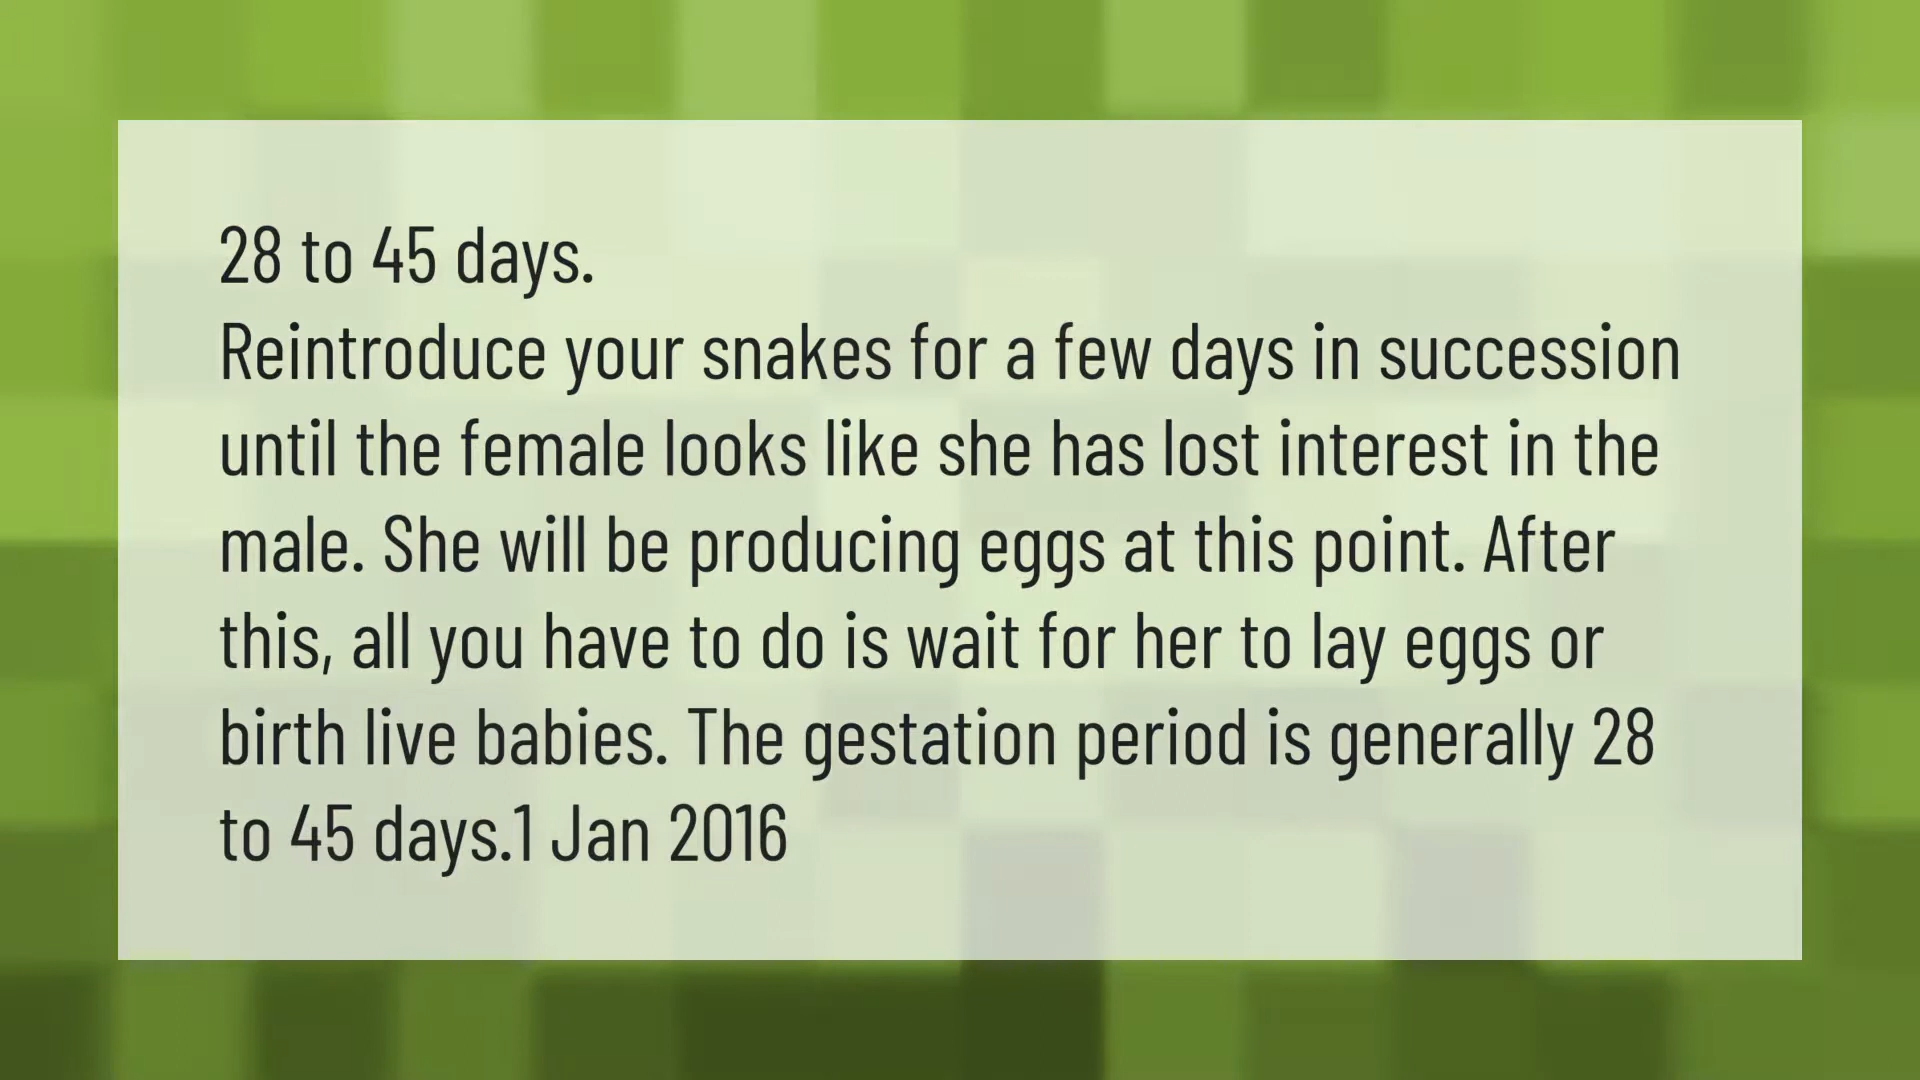 28 to 45 days.
Reintroduce your snakes for a few days in succession
until the female looks like she has lost interest in the
male. She will be producing eggs at this point. After
this, all you have to do is wait for her to lay eggs or
birth live babies. The gestation period is generally 28
to 45 days.1 Jan 2016